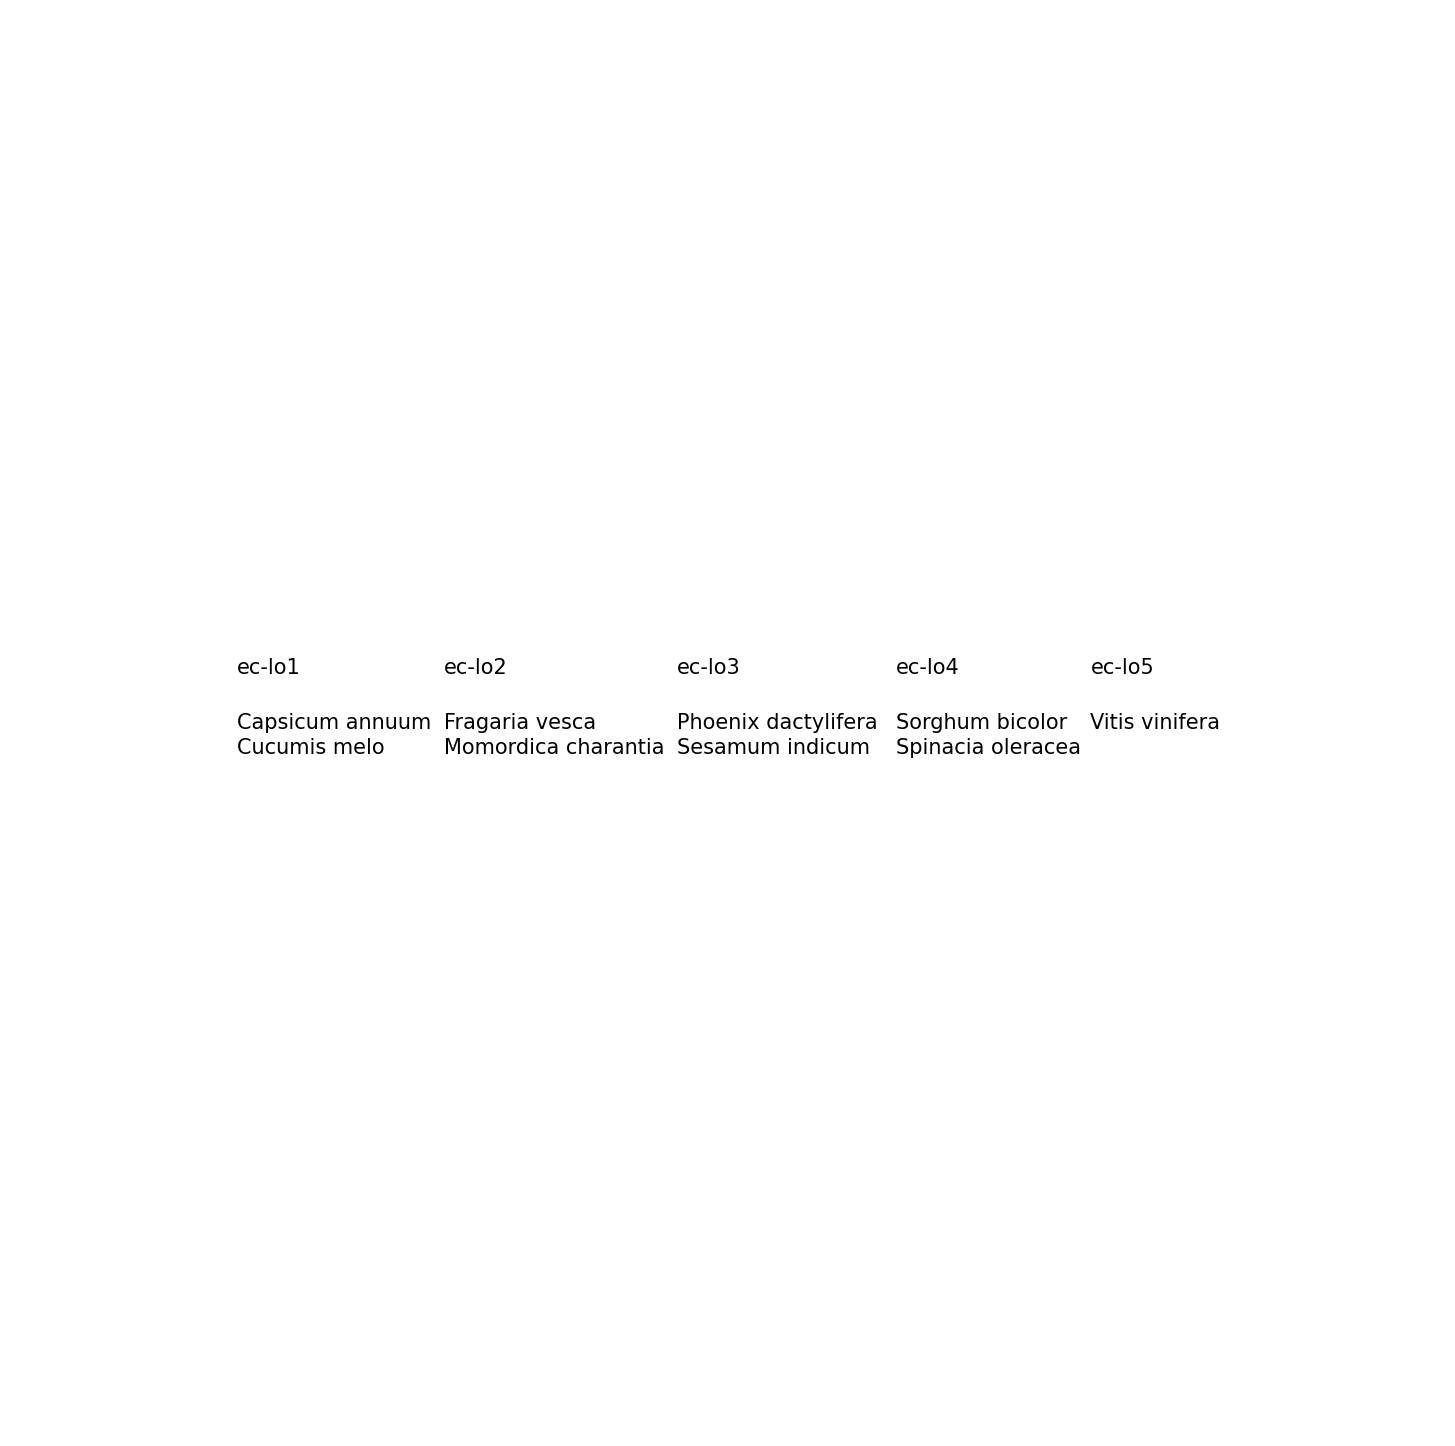 ec-lo1 ec-lo2 ec-lo3 ec-lo4 ec-lo5
Capsicum annuum Fragaria vesca Phoenix dactylifera Sorghum bicolor Vitis vinifera
Cucumis melo Momordica charantia Sesamum indicum Spinacia oleracea